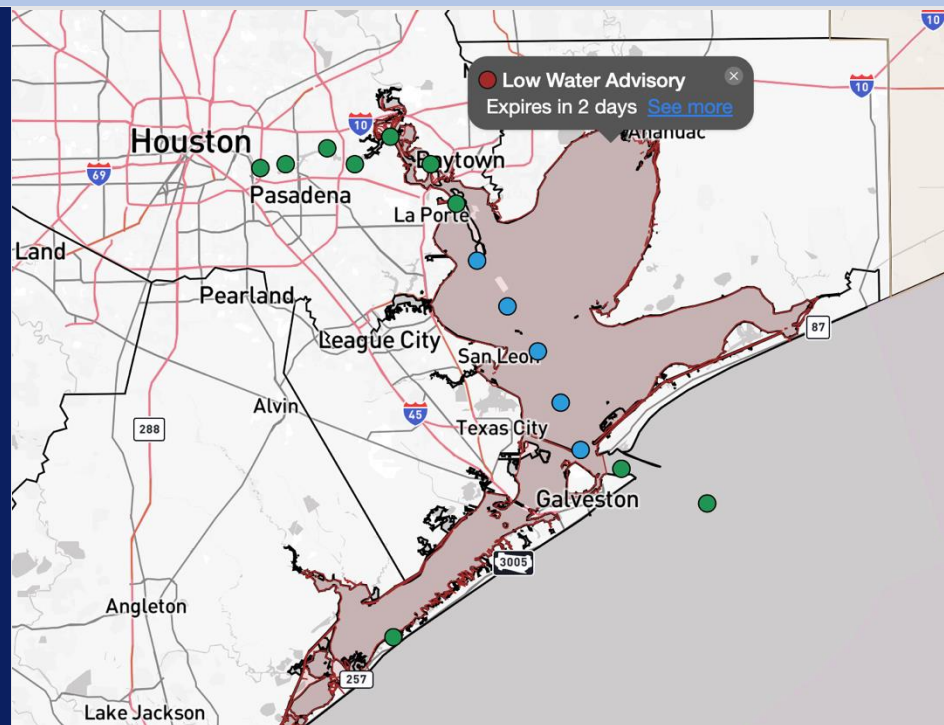 10
Low Water Advisory
Expires in 2 days See more
10
Anahuac
10
Houston
Baytown
69
Pasadena
La Porte
Land
Pearland
87
League City
San Leon
Alvin
45
288
Texas City
Galveston
3005
Angleton
257
Lake Jackson